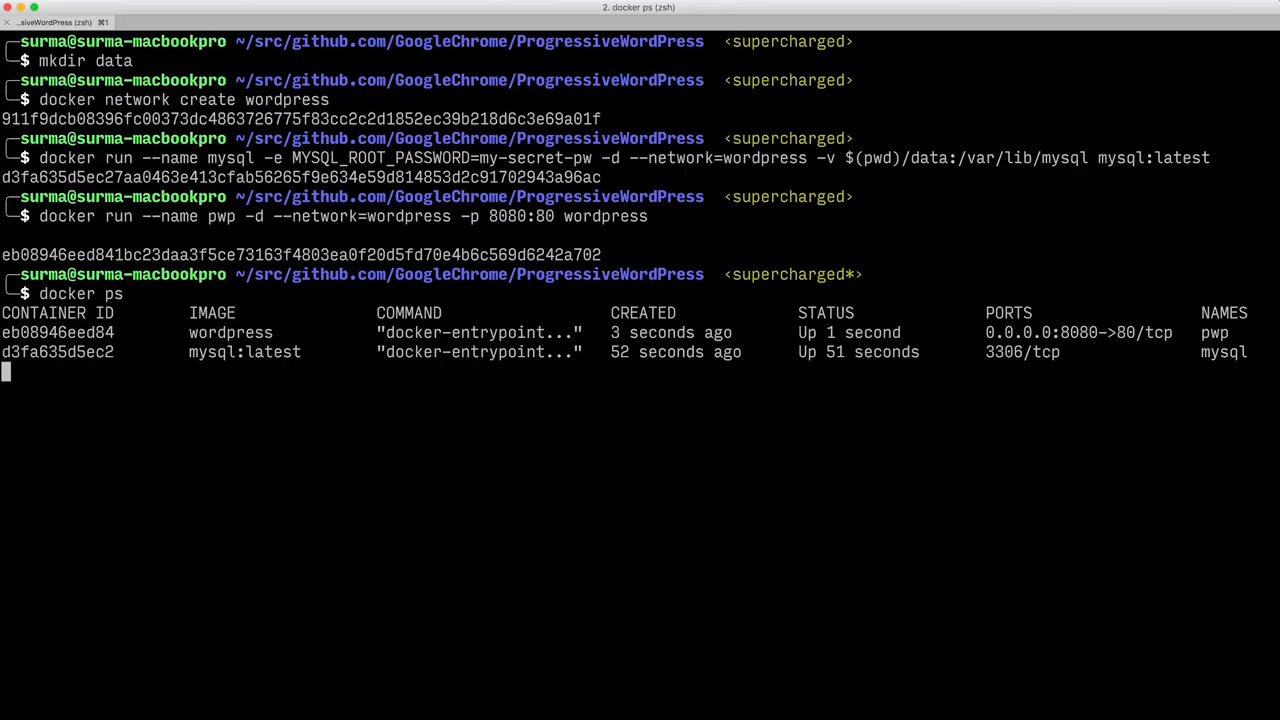 2. docker ps (zsh)
..siveWordPress (zsh) ⌘1
surma@surma-macbookpro ~/src/github.com/GoogleChrome/ProgressiveWordPress <supercharged>
$ mkdir data
surma@surma-macbookpro ~/src/github.com/GoogleChrome/ProgressiveWordPress <supercharged>
$ docker network create wordpress
911f9dcb08396fc00373dc4863726775f83cc2c2d1852ec39b218d6c3e69a01f
surma@surma-macbookpro ~/src/github.com/GoogleChrome/ProgressiveWordPress <supercharged>
$ docker run --name mysql -e MYSQL_ROOT_PASSWORD=my-secret-pw -d --network=wordpress -v $(pwd)/data:/var/lib/mysql mysql:latest
d3fa635d5ec27aa0463e413cfab56265f9e634e59d814853d2c91702943a96ac
surma@surma-macbookpro ~/src/github.com/GoogleChrome/ProgressiveWordPress <supercharged>
$ docker run --name pwp -d --network=wordpress -p 8080:80 wordpress
eb08946eed841bc23daa3f5ce73163f4803ea0f20d5fd70e4b6c569d6242a702
surma@surma-macbookpro ~/src/github.com/GoogleChrome/ProgressiveWordPress <supercharged*>
$ docker ps
CONTAINER ID IMAGE COMMAND CREATED STATUS PORTS NAMES
eb08946eed84 wordpress "docker-entrypoint..." 3 seconds ago Up 1 second 0.0.0.0:8080->80/tcp pwp
d3fa635d5ec2 mysql:latest "docker-entrypoint..." 52 seconds ago Up 51 seconds 3306/tcp mysql